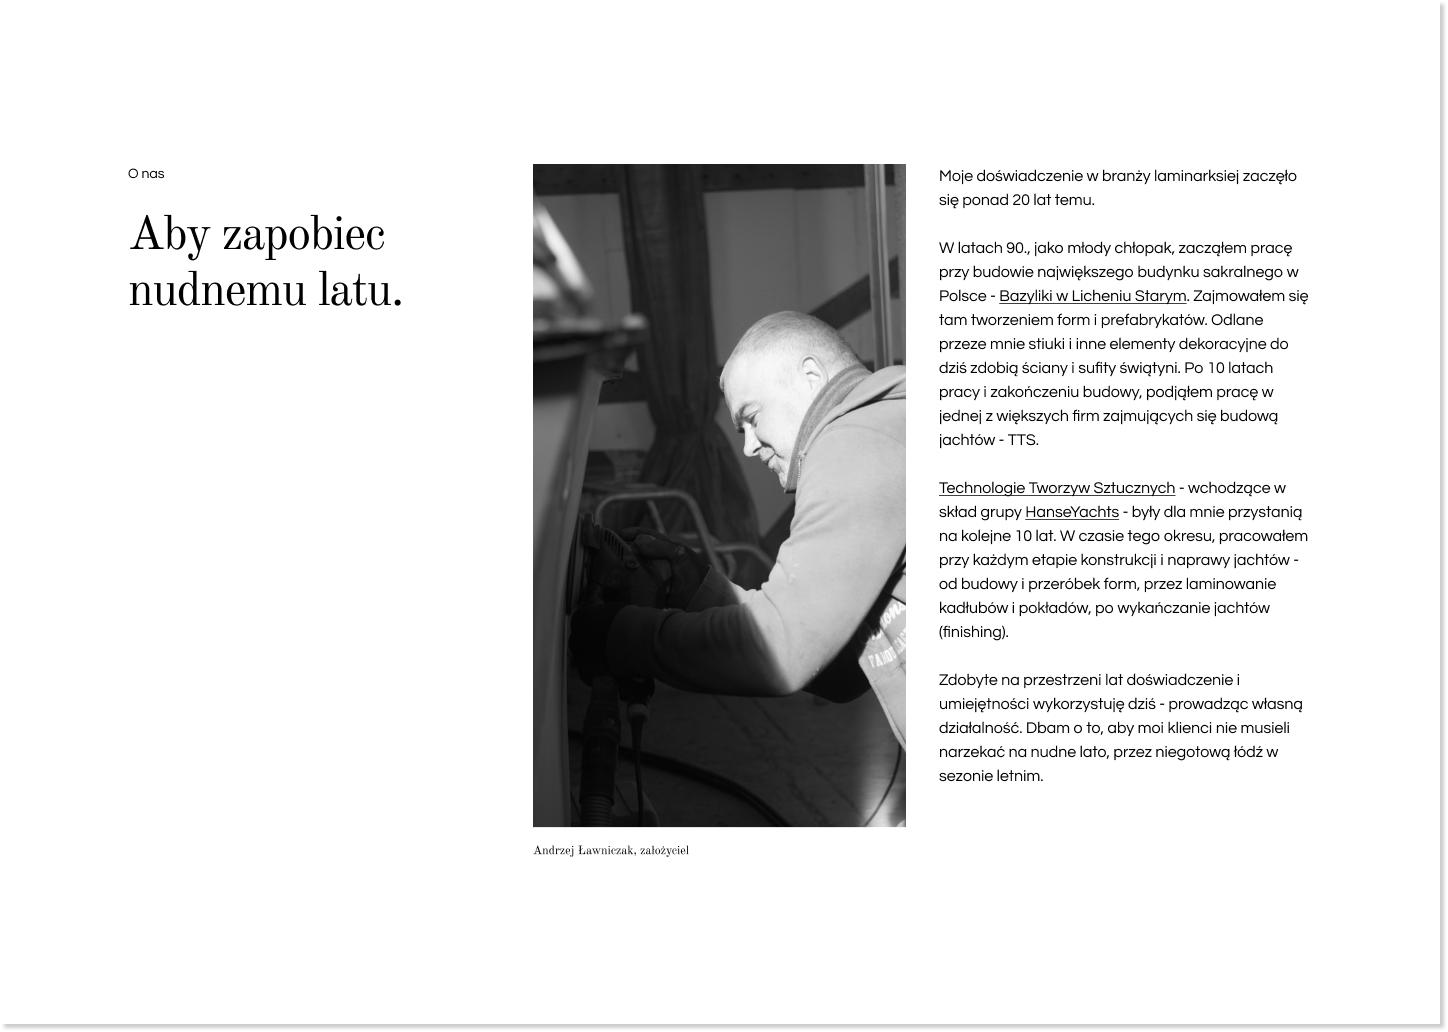 O nas
Aby zapobiec
nudnemu latu.
Andrzej Ławniczak, założyciel
Moje doświadczenie w branży laminarksiej zaczęło
się ponad 20 lat temu.
W latach 90., jako młody chłopak, zacząłem pracę
przy budowie największego budynku sakralnego w
Polsce - Bazyliki w Licheniu Starym. Zajmowałem się
tam tworzeniem form i prefabrykatów. Odlane
przeze mnie stiuki i inne elementy dekoracyjne do
dziś zdobią ściany i sufity świątyni. Po 10 latach
pracy i zakończeniu budowy, podjąłem pracę w
jednej z większych firm zajmujących się budową
jachtów - TTS.
Technologie Tworzyw Sztucznych - wchodzące w
skład grupy HanseYachts - były dla mnie przystanią
na kolejne 10 lat. W czasie tego okresu, pracowałem
przy każdym etapie konstrukcji i naprawy jachtów -
od budowy i przeróbek form, przez laminowanie
kadłubów i pokładów, po wykańczanie jachtów
(finishing).
Zdobyte na przestrzeni lat doświadczenie i
umiejętności wykorzystuję dziś - prowadząc własną
działalność. Dbam o to, aby moi klienci nie musieli
narzekać na nudne lato, przez niegotową łódź w
sezonie letnim.